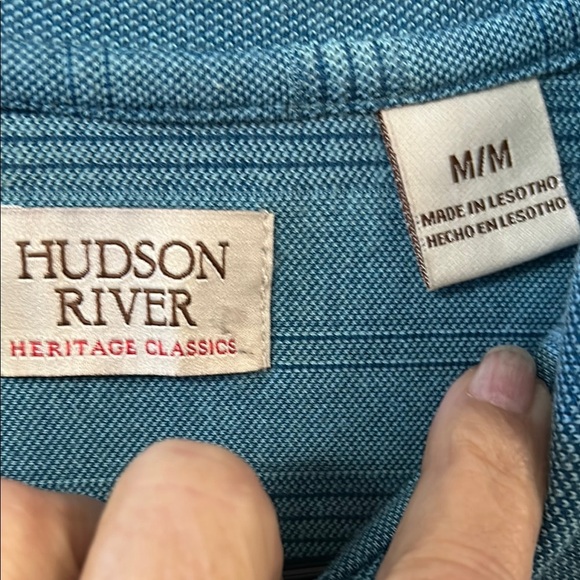 HUDSON
RIVER
HERITAGE CLASSICS
M/M
MADE IN LESOTHO
HECHO EN LESOTHO